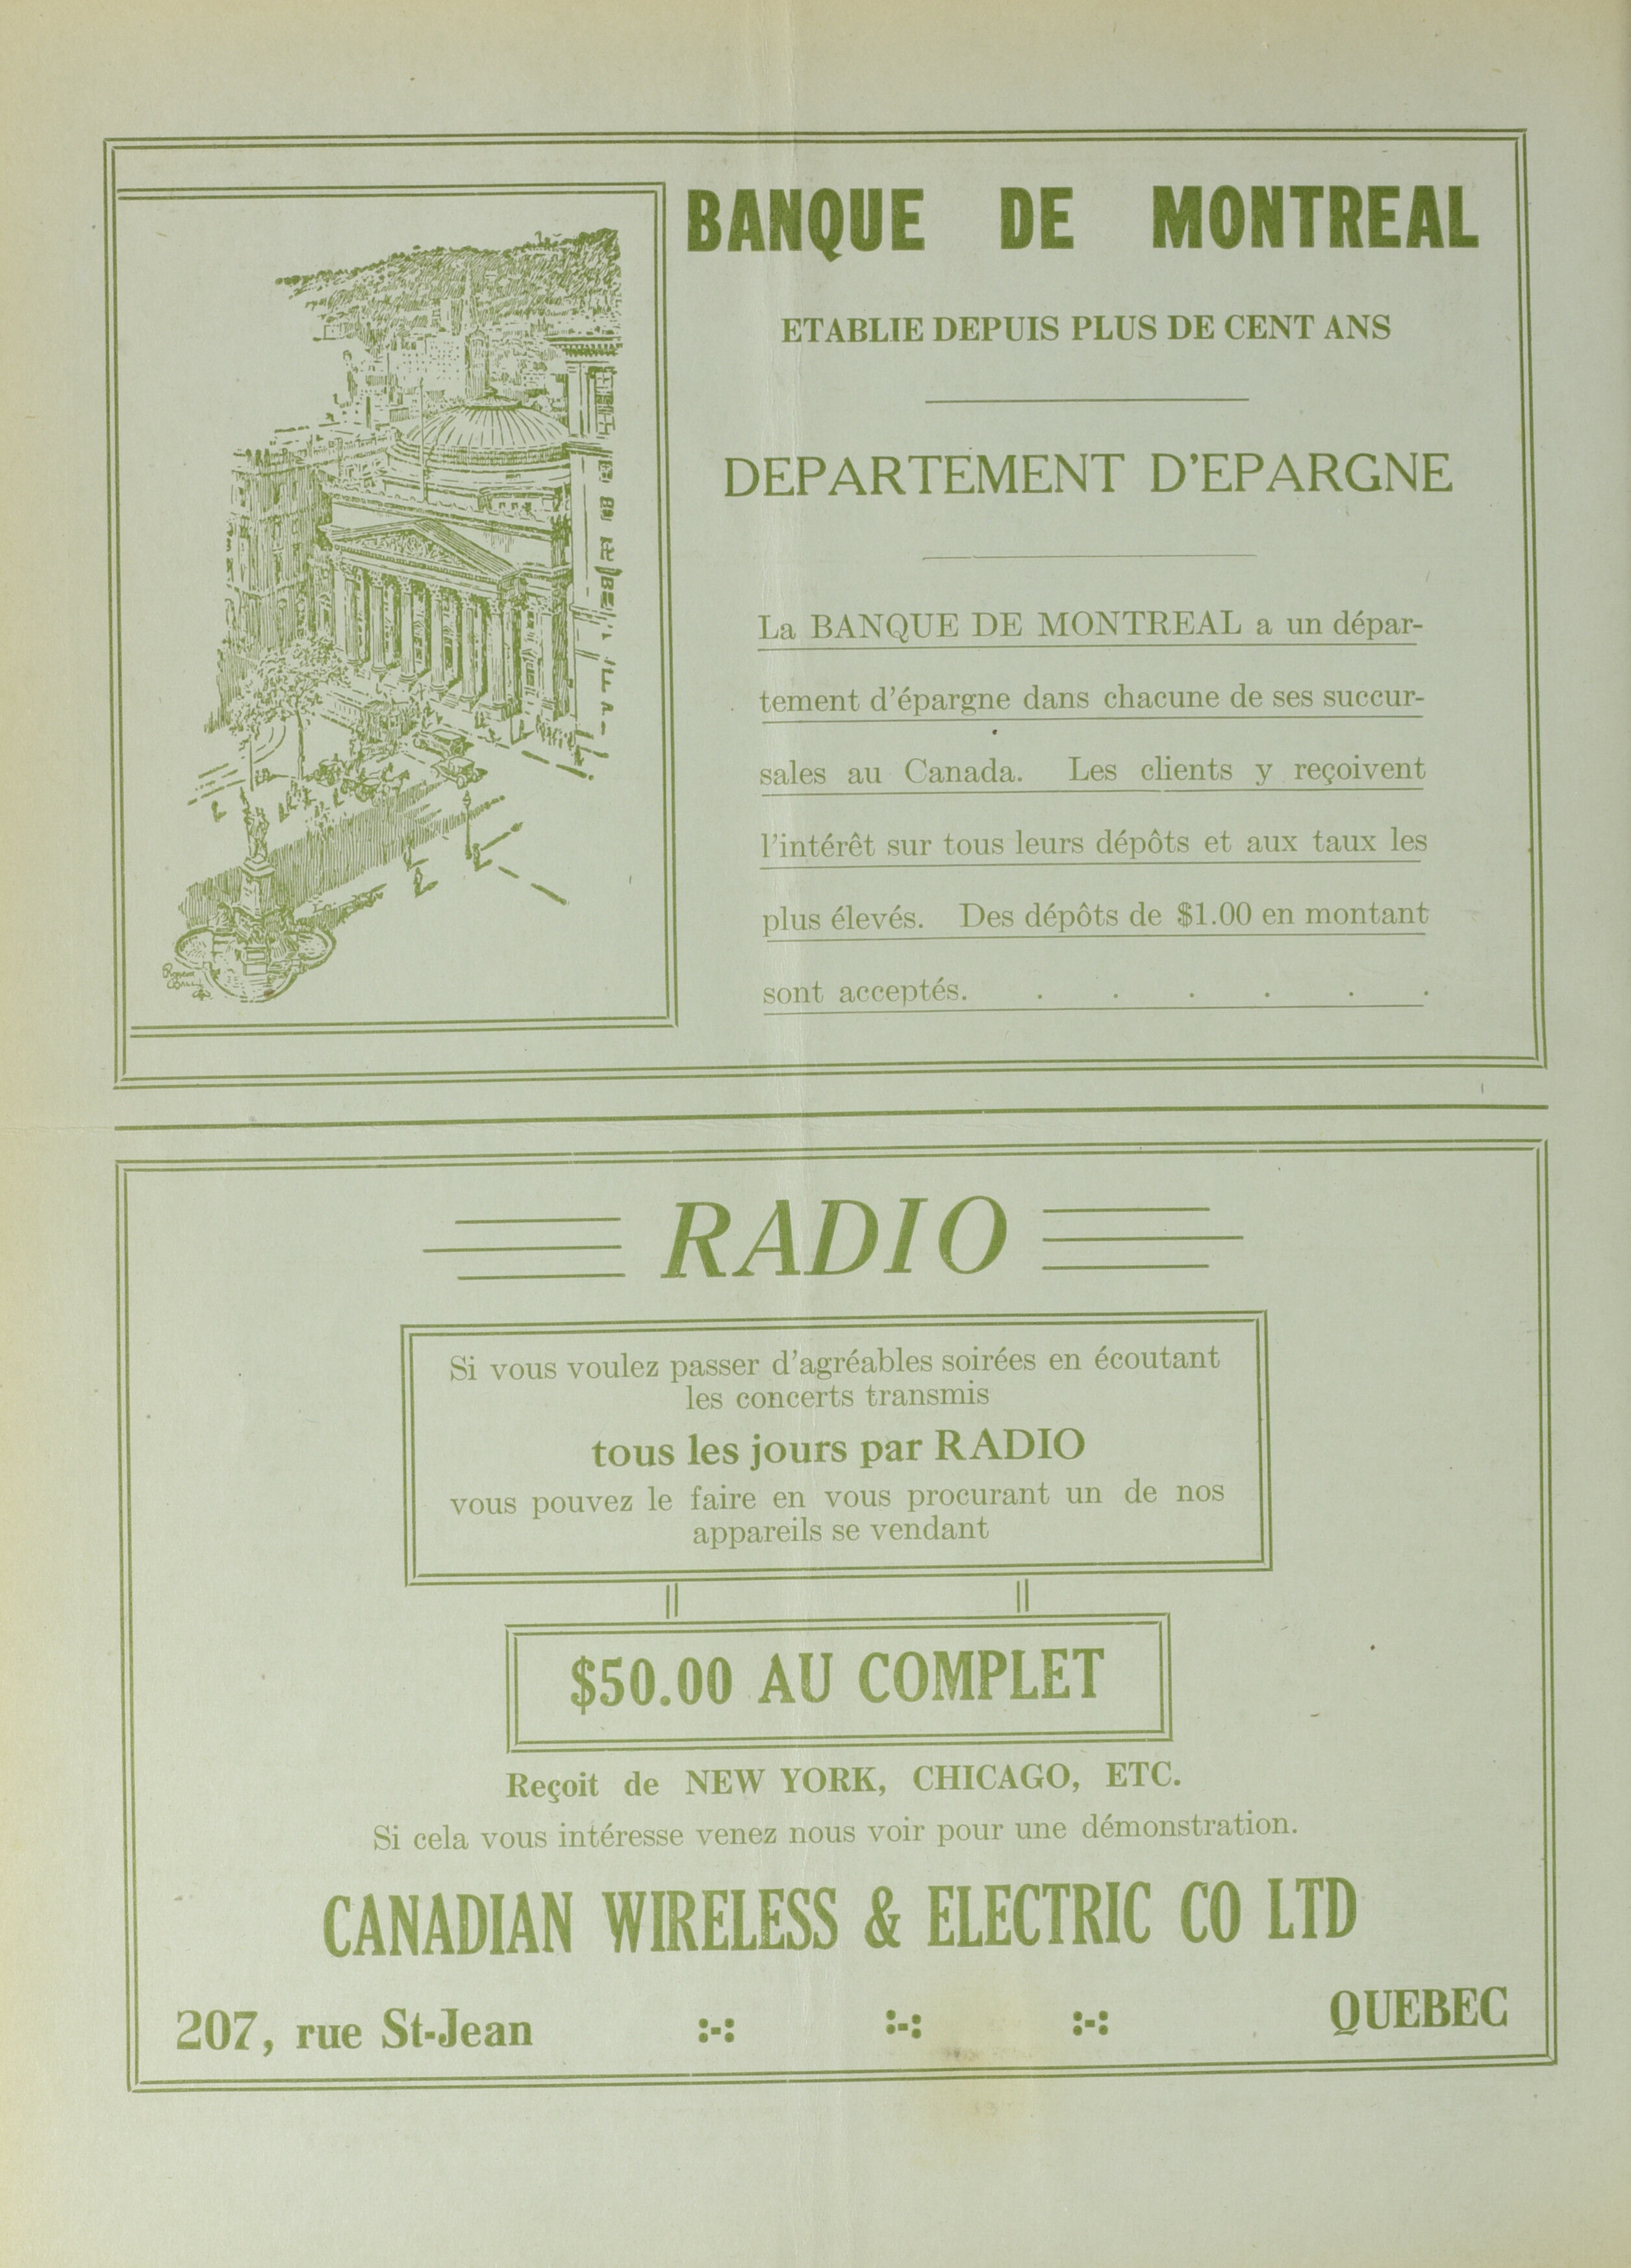 BANQUE DE MONTREAL
ETABLIE DEPUIS PLUS DE CENT ANS
DEPARTEMENT D'EPARGNE
La BANQUE DE MONTREAL a un dépar-
tement d'épargne dans chacune de ses succur-
sales au Canada. Les clients y reçoivent
l'intérêt sur tous leurs dépôts et aux taux les
plus élevés. Des dépôts de $1.00 en montant
sont acceptés. . . . . . .
RADIO
Si vous voulez passer d'agréables soirées en écoutant
les concerts transmis
tous les jours par RADIO
vous pouvez le faire en vous procurant un de nos
appareils se vendant
$50.00 AU COMPLET
Reçoit de NEW YORK, CHICAGO, ETC.
Si cela vous intéresse venez nous voir pour une démonstration.
CANADIAN WIRELESS & ELECTRIC CO LTD
207, rue St-Jean :-: :-: :-: QUEBEC